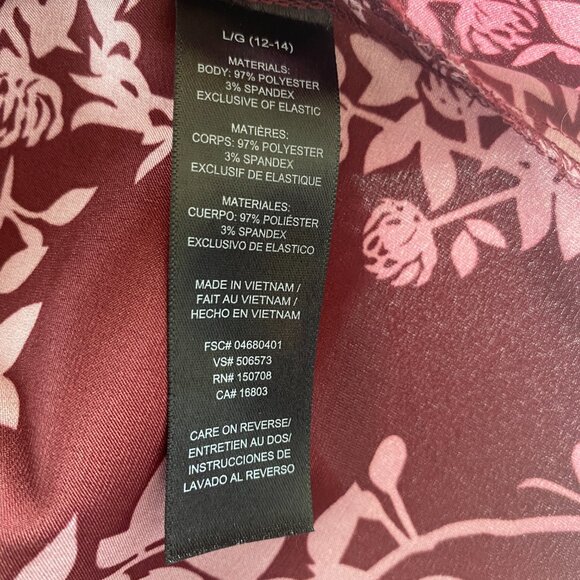 L/G (12-14)
MATERIALS:
BODY: 97% POLYESTER
3% SPANDEX
EXCLUSIVE OF ELASTIC
MATIÈRES:
CORPS: 97% POLYESTER
3% SPANDEX
EXCLUSIF DE ELASTIQUE
MATERIALES:
CUERPO: 97% POLIÉSTER
3% SPANDEX
EXCLUSIVO DE ELASTICO
MADE IN VIETNAM /
FAIT AU VIETNAM /
HECHO EN VIETNAM
FSC# 04680401
VS# 506573
RN# 150708
CA# 16803
CARE ON REVERSE/
ENTRETIEN AU DOS/
INSTRUCCIONES DE
LAVADO AL REVERSO